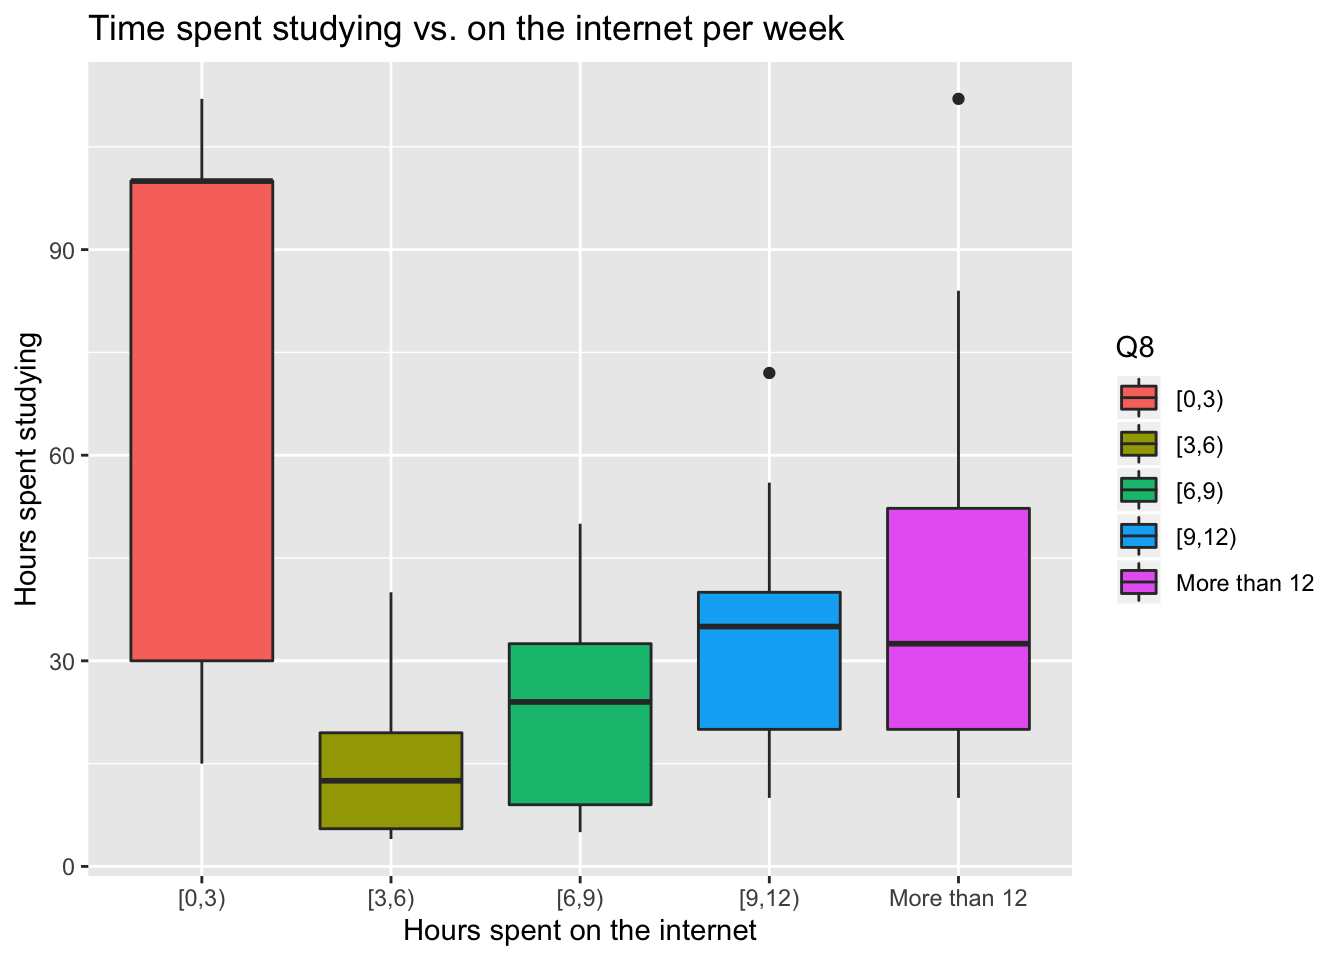 Time spent studying vs. on the internet per week
Hours spent studying
90
60
30
0
[0,3)
[3,6)
[6,9)
[9,12)
More than 12
Hours spent on the internet
Q8
[0,3)
[3,6)
[6,9)
[9,12)
More than 12